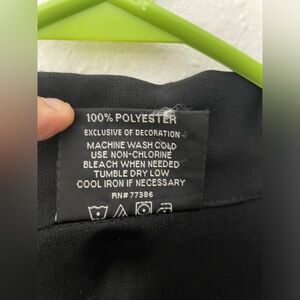 100% POLYESTER
EXCLUSIVE OF DECORATION
MACHINE WASH COLD
USE NON-CHLORINE
BLEACH WHEN NEEDED
TUMBLE DRY LOW
COOL IRON IF NECESSARY
RN# 77386